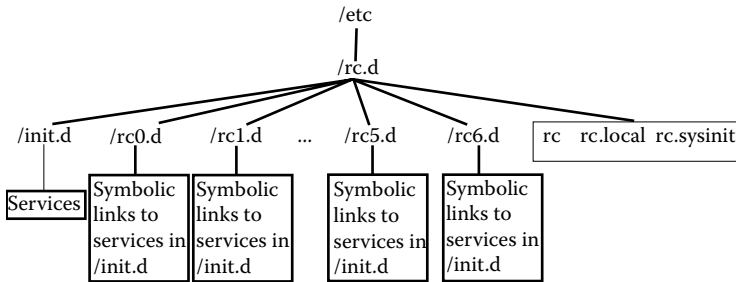 /etc
/rc.d
/init.d /rc0.d /rc1.d ... /rc5.d /rc6.d rc rc.local rc.sysinit
Services
Symbolic
links to
services in
/init.d
Symbolic
links to
services in
/init.d
Symbolic
links to
services in
/init.d
Symbolic
links to
services in
/init.d